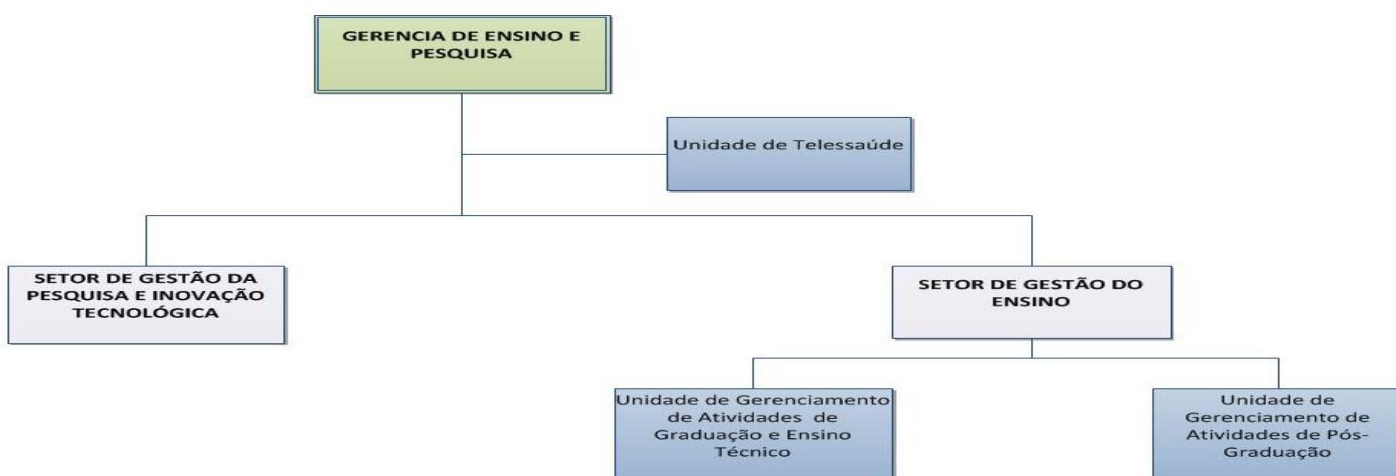 GERENCIA DE ENSINO E
PESQUISA
Unidade de Telessaúde
SETOR DE GESTÃO DA
PESQUISA E INOVAÇÃO
TECNOLÓGICA
SETOR DE GESTÃO DO
ENSINO
Unidade de Gerenciamento
de Atividades de
Graduação e Ensino
Técnico
Unidade de
Gerenciamento de
Atividades de Pós-
Graduação